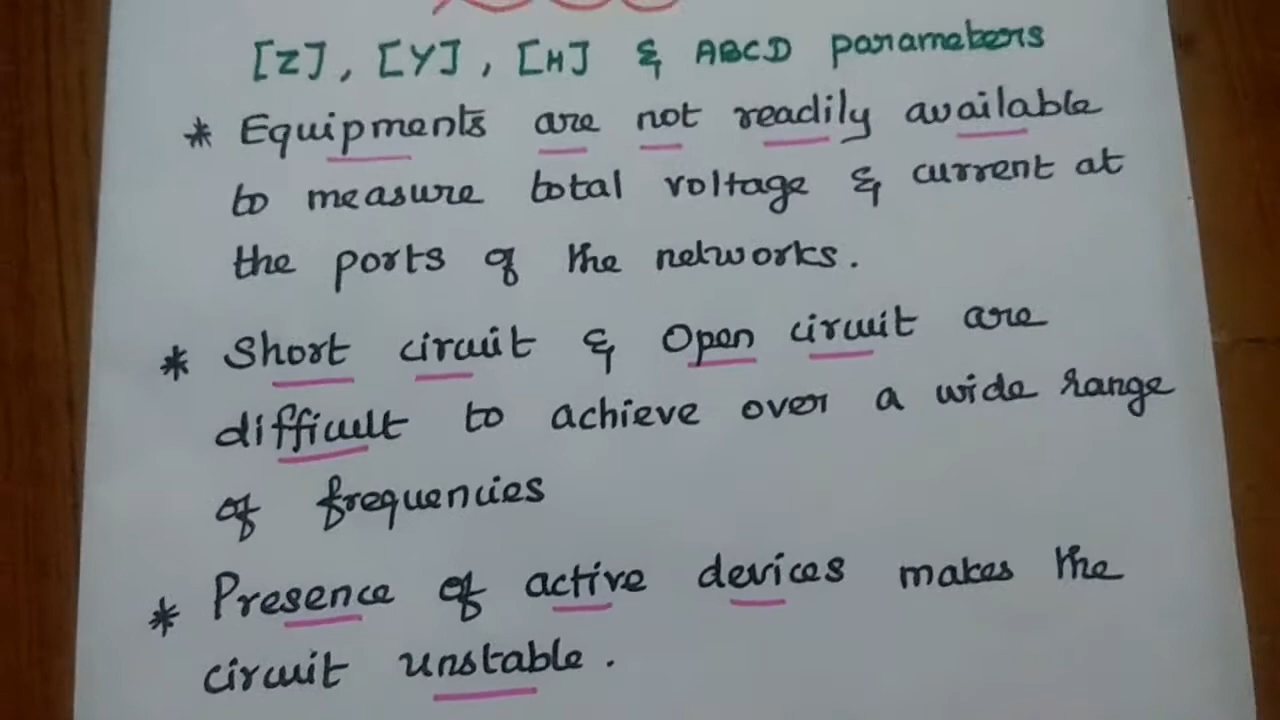 [Z], [Y], [H] & ABCD parameters
* Equipments are not readily available
to measure total voltage & current at
the ports of the networks.
* Short circuit & Open circuit are
difficult to achieve over a wide range
of frequencies
* Presence of active devices makes the
circuit unstable.